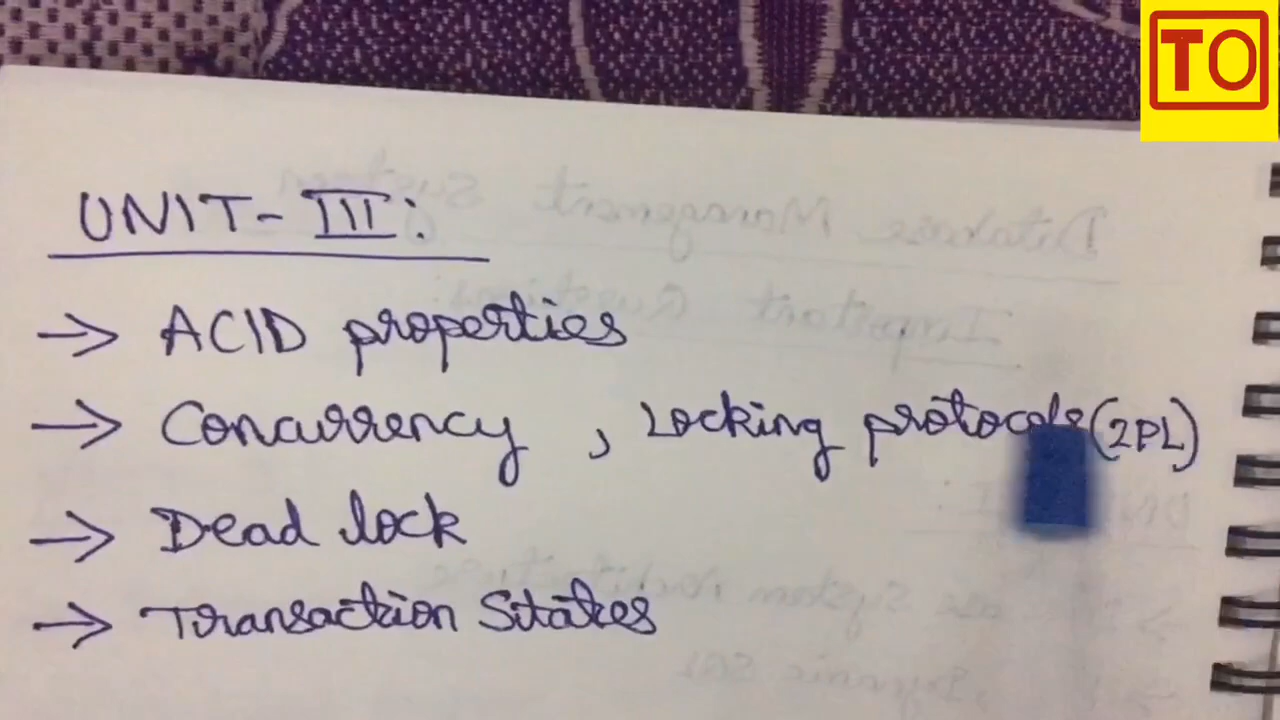 TO
UNIT-III:
→ ACID properties
→ Concurrency , Locking protocols (2PL)
→ Dead lock
→ Transaction States